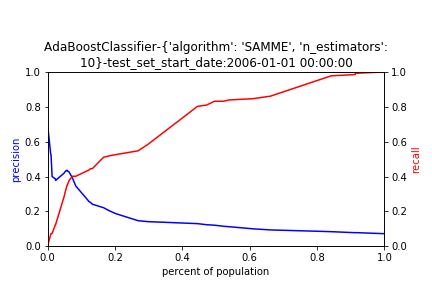 AdaBoostClassifier-{'algorithm': 'SAMME', 'n_estimators':
10}-test_set_start_date:2006-01-01 00:00:00
1.0
0.8
0.6
0.4
0.2
0.0
precision
1.0
0.8
0.6
0.4
0.2
0.0
recall
0.0 0.2 0.4 0.6 0.8 1.0
percent of population